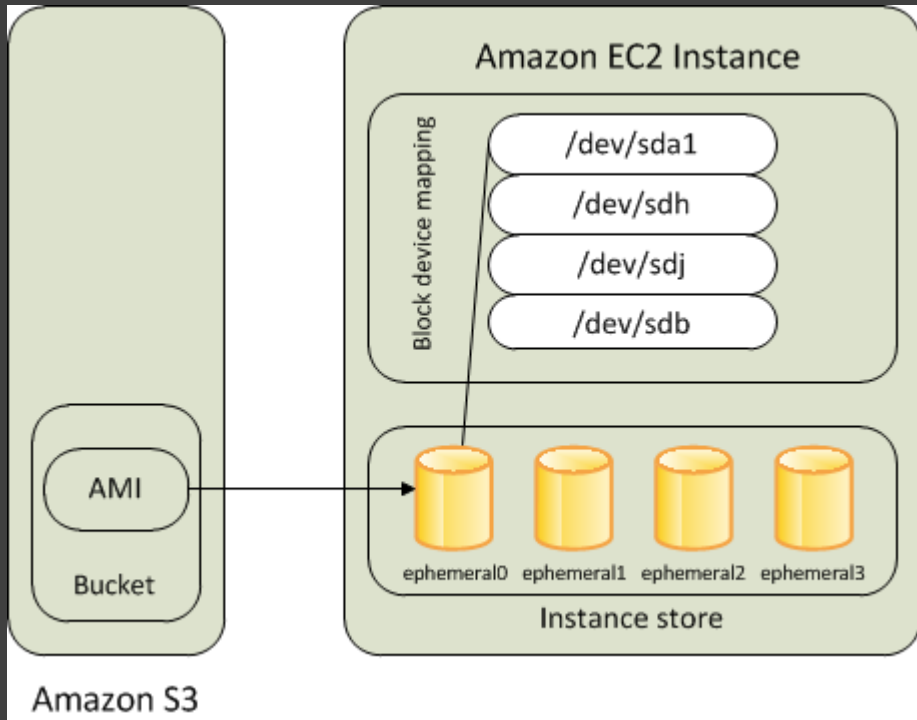 Amazon EC2 Instance
Block device mapping
/dev/sda1
/dev/sdh
/dev/sdj
/dev/sdb
AMI
Bucket
ephemeral0 ephemeral1 ephemeral2 ephemeral3
Instance store
Amazon S3